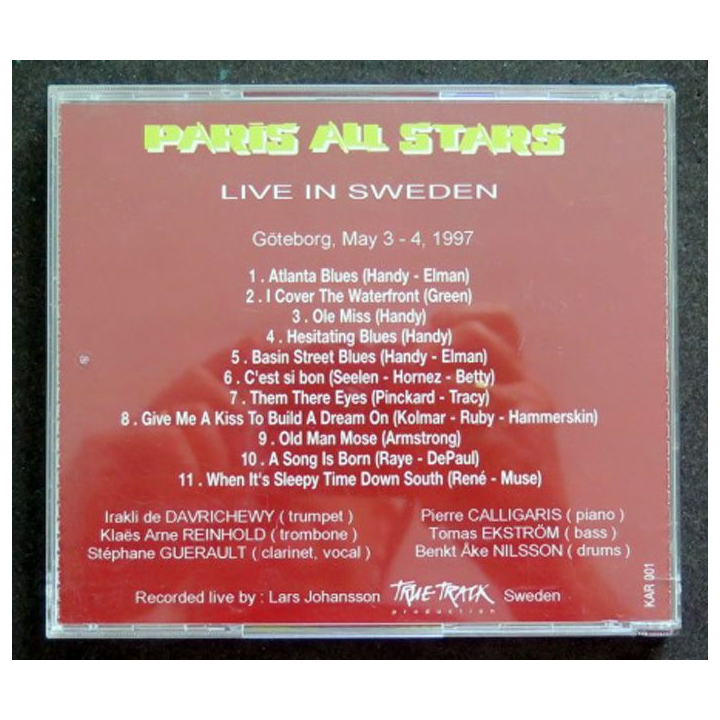 PARIS ALL STARS
LIVE IN SWEDEN
Göteborg, May 3 - 4, 1997
1 . Atlanta Blues (Handy - Elman)
2 . I Cover The Waterfront (Green)
3 . Ole Miss (Handy)
4 . Hesitating Blues (Handy)
5 . Basin Street Blues (Handy - Elman)
6 . C'est si bon (Seelen - Hornez - Betty)
7 . Them There Eyes (Pinckard - Tracy)
8 . Give Me A Kiss To Build A Dream On (Kolmar - Ruby - Hammerskin)
9 . Old Man Mose (Armstrong)
10 . A Song Is Born (Raye - DePaul)
11 . When It's Sleepy Time Down South (René - Muse)
Irakli de DAVRICHEWY ( trumpet )
Klaës Arne REINHOLD ( trombone )
Stéphane GUERAULT ( clarinet, vocal )
Pierre CALLIGARIS ( piano )
Tomas EKSTRÖM ( bass )
Benkt Åke NILSSON ( drums )
Recorded live by : Lars Johansson TRUE TRACK production Sweden
KAR 001